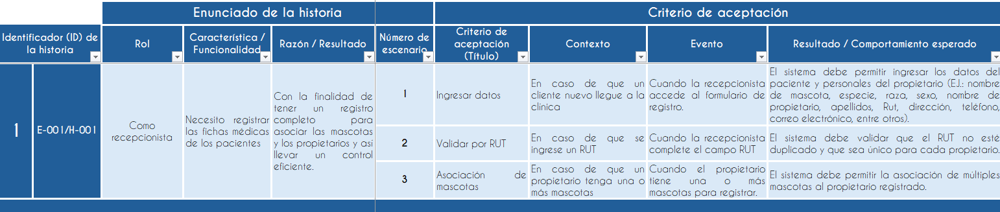 Enunciado de la historia
Criterio de aceptación
Identificador (ID) de
la historia
Rol
Característica /
Funcionalidad
Razón / Resultado
Número de
escenario
Criterio de
aceptación
(Título)
Contexto
Evento
Resultado / Comportamiento esperado
1
E-001/H-001
Como
recepcionista
Necesito registrar
las fichas médicas
de los pacientes
Con la finalidad de
tener un registro
completo para
asociar las mascotas
y los propietarios y así
llevar un control
eficiente.
1
Ingresar datos
En caso de que un
cliente nuevo llegue a la
clínica
Cuando la recepcionista
accede al formulario de
registro.
El sistema debe permitir ingresar los datos del
paciente y personales del propietario (EJ.: nombre
de mascota, especie, raza, sexo, nombre de
propietario, apellidos, Rut, dirección, teléfono,
correo electrónico, entre otros).
2
Validar por RUT
En caso de que se
ingrese un RUT
Cuando la recepcionista
complete el campo RUT
El sistema debe validar que el RUT no esté
duplicado y que sea único para cada propietario.
3
Asociación de
mascotas
En caso de que un
propietario tenga una o
más mascotas
Cuando el propietario
tiene una o más
mascotas para registrar.
El sistema debe permitir la asociación de múltiples
mascotas al propietario registrado.